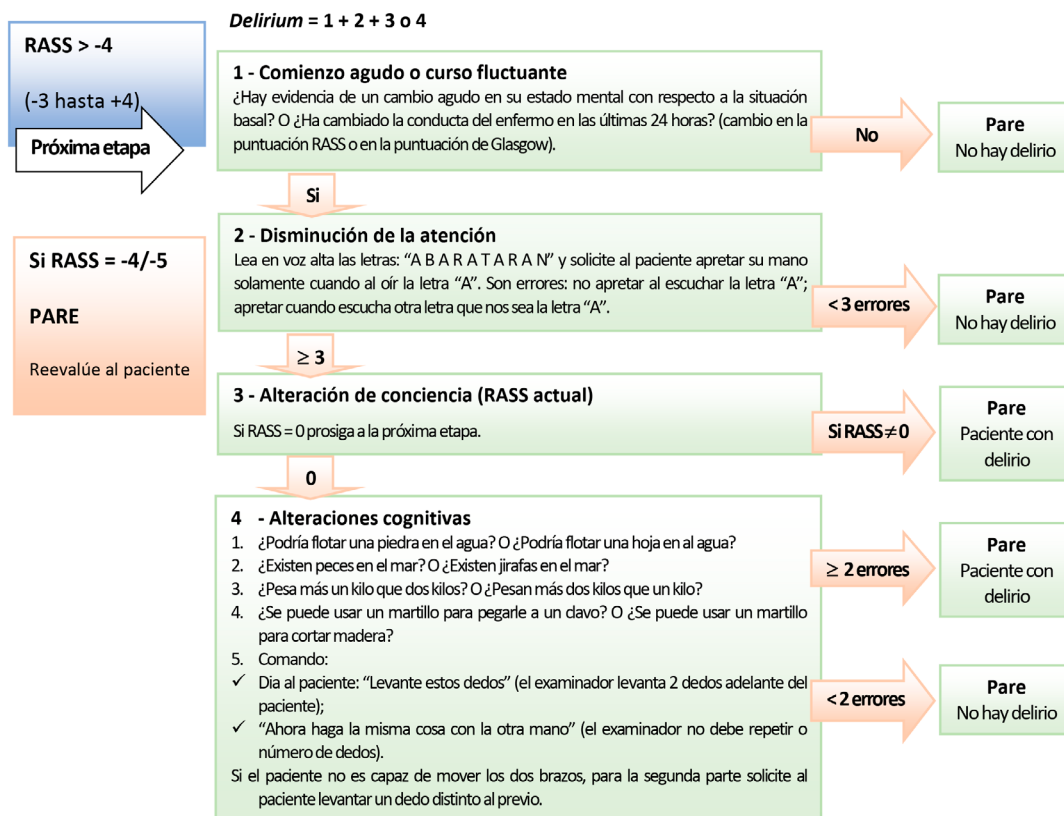 Delirium = 1 + 2 + 3 o 4
RASS > -4
(-3 hasta +4)
Próxima etapa
1 - Comienzo agudo o curso fluctuante
¿Hay evidencia de un cambio agudo en su estado mental con respecto a la situación
basal? O ¿Ha cambiado la conducta del enfermo en las últimas 24 horas? (cambio en la
puntuación RASS o en la puntuación de Glasgow).
No
Pare
No hay delirio
Si
Si RASS = -4/-5
PARE
Reevalúe al paciente
2 - Disminución de la atención
Lea en voz alta las letras: “A B A R A T A R A N” y solicite al paciente apretar su mano
solamente cuando al oír la letra “A”. Son errores: no apretar al escuchar la letra “A”;
apretar cuando escucha otra letra que nos sea la letra “A”.
< 3 errores
Pare
No hay delirio
≥ 3
3 - Alteración de conciencia (RASS actual)
Si RASS = 0 prosiga a la próxima etapa.
Si RASS ≠ 0
Pare
Paciente con
delirio
0
4 - Alteraciones cognitivas
1. ¿Podría flotar una piedra en el agua? O ¿Podría flotar una hoja en al agua?
2. ¿Existen peces en el mar? O ¿Existen jirafas en el mar?
3. ¿Pesa más un kilo que dos kilos? O ¿Pesan más dos kilos que un kilo?
4. ¿Se puede usar un martillo para pegarle a un clavo? O ¿Se puede usar un martillo
para cortar madera?
5. Comando:
✓ Dia al paciente: “Levante estos dedos” (el examinador levanta 2 dedos adelante del
paciente);
✓ “Ahora haga la misma cosa con la otra mano” (el examinador no debe repetir o
número de dedos).
Si el paciente no es capaz de mover los dos brazos, para la segunda parte solicite al
paciente levantar un dedo distinto al previo.
≥ 2 errores
Pare
Paciente con
delirio
< 2 errores
Pare
No hay delirio